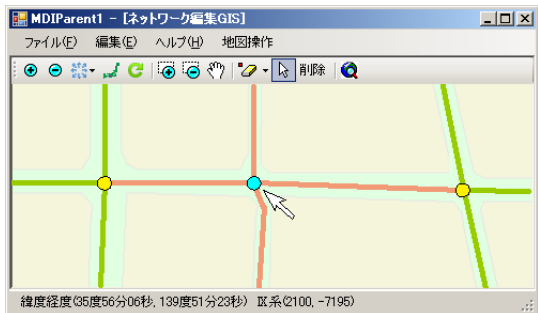 MDIParent1 - [ネットワーク編集GIS]
ファイル(F) 編集(E) ヘルプ(H) 地図操作
削除
緯度経度(35度56分06秒, 139度51分23秒) Ⅸ系(2100, -7195)